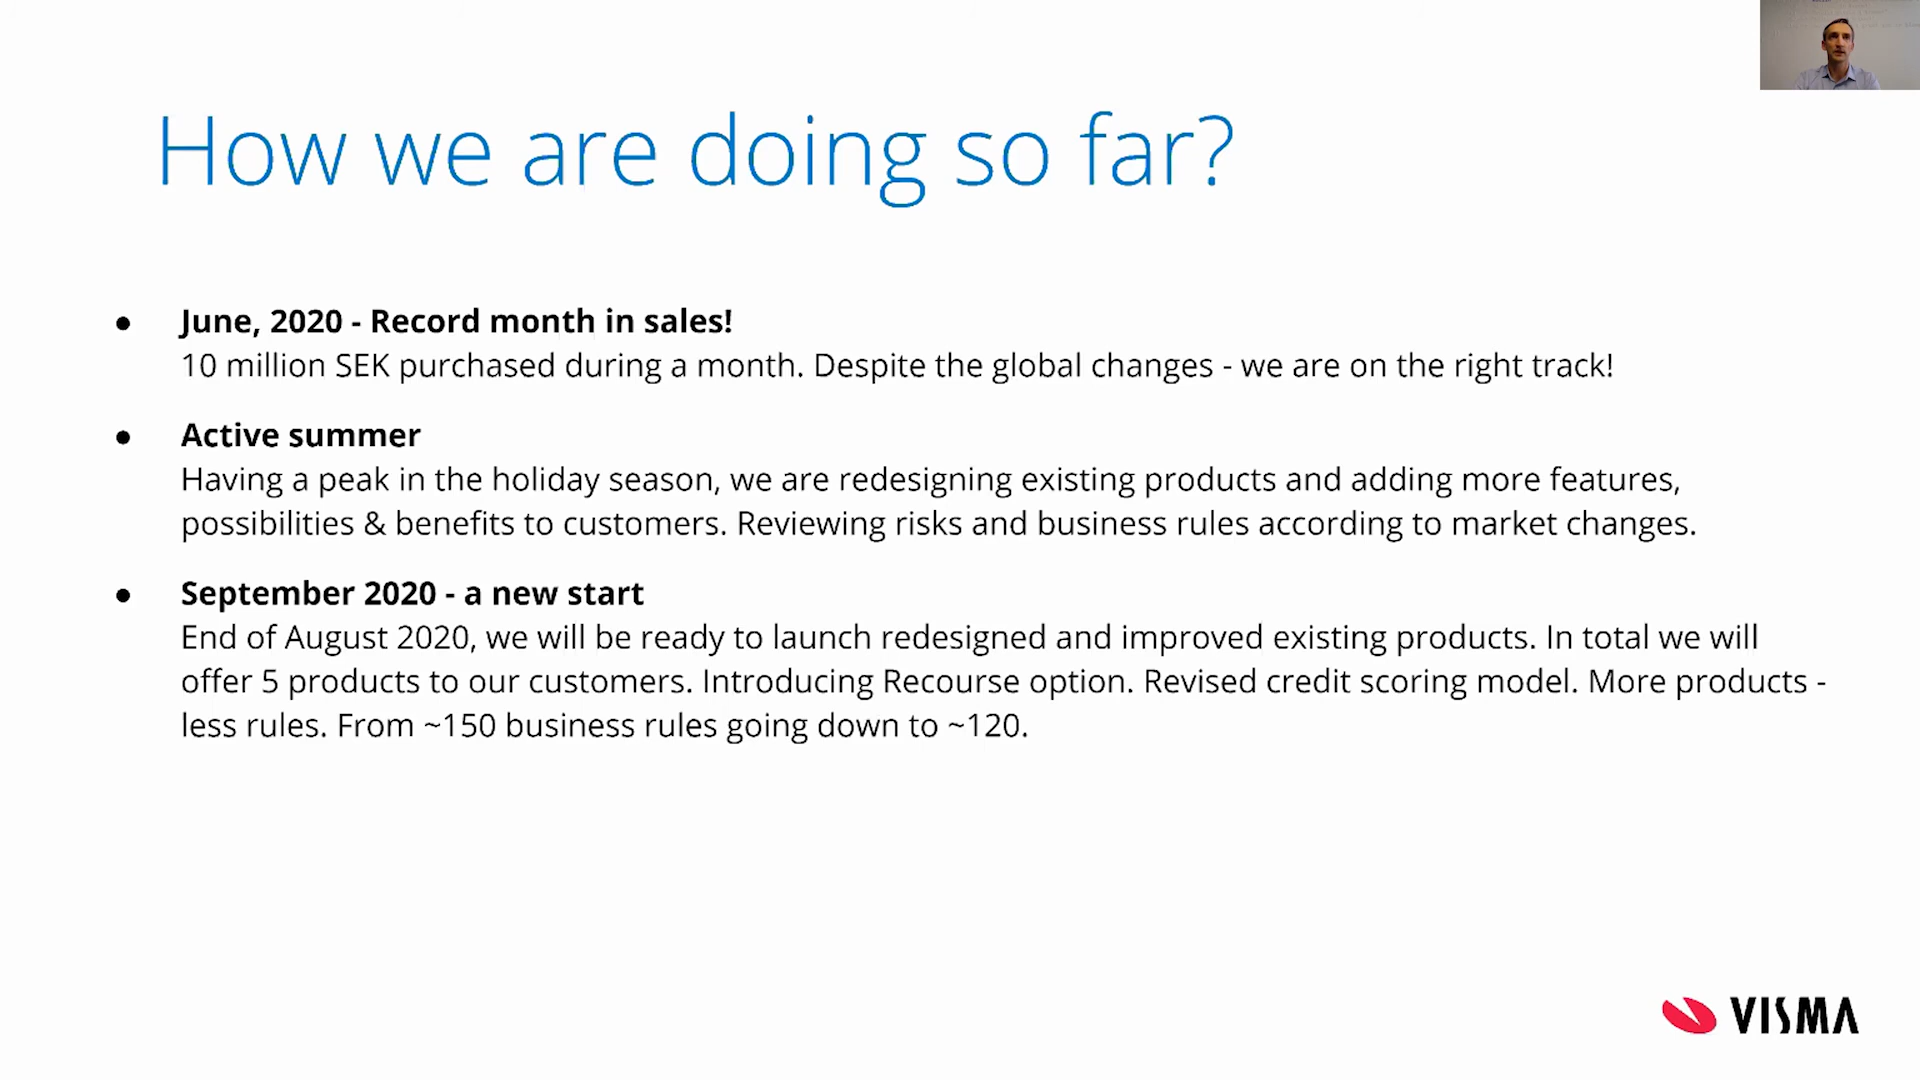 How we are doing so far?
● June, 2020 - Record month in sales!
10 million SEK purchased during a month. Despite the global changes - we are on the right track!
● Active summer
Having a peak in the holiday season, we are redesigning existing products and adding more features,
possibilities & benefits to customers. Reviewing risks and business rules according to market changes.
● September 2020 - a new start
End of August 2020, we will be ready to launch redesigned and improved existing products. In total we will
offer 5 products to our customers. Introducing Recourse option. Revised credit scoring model. More products -
less rules. From ~150 business rules going down to ~120.
VISMA